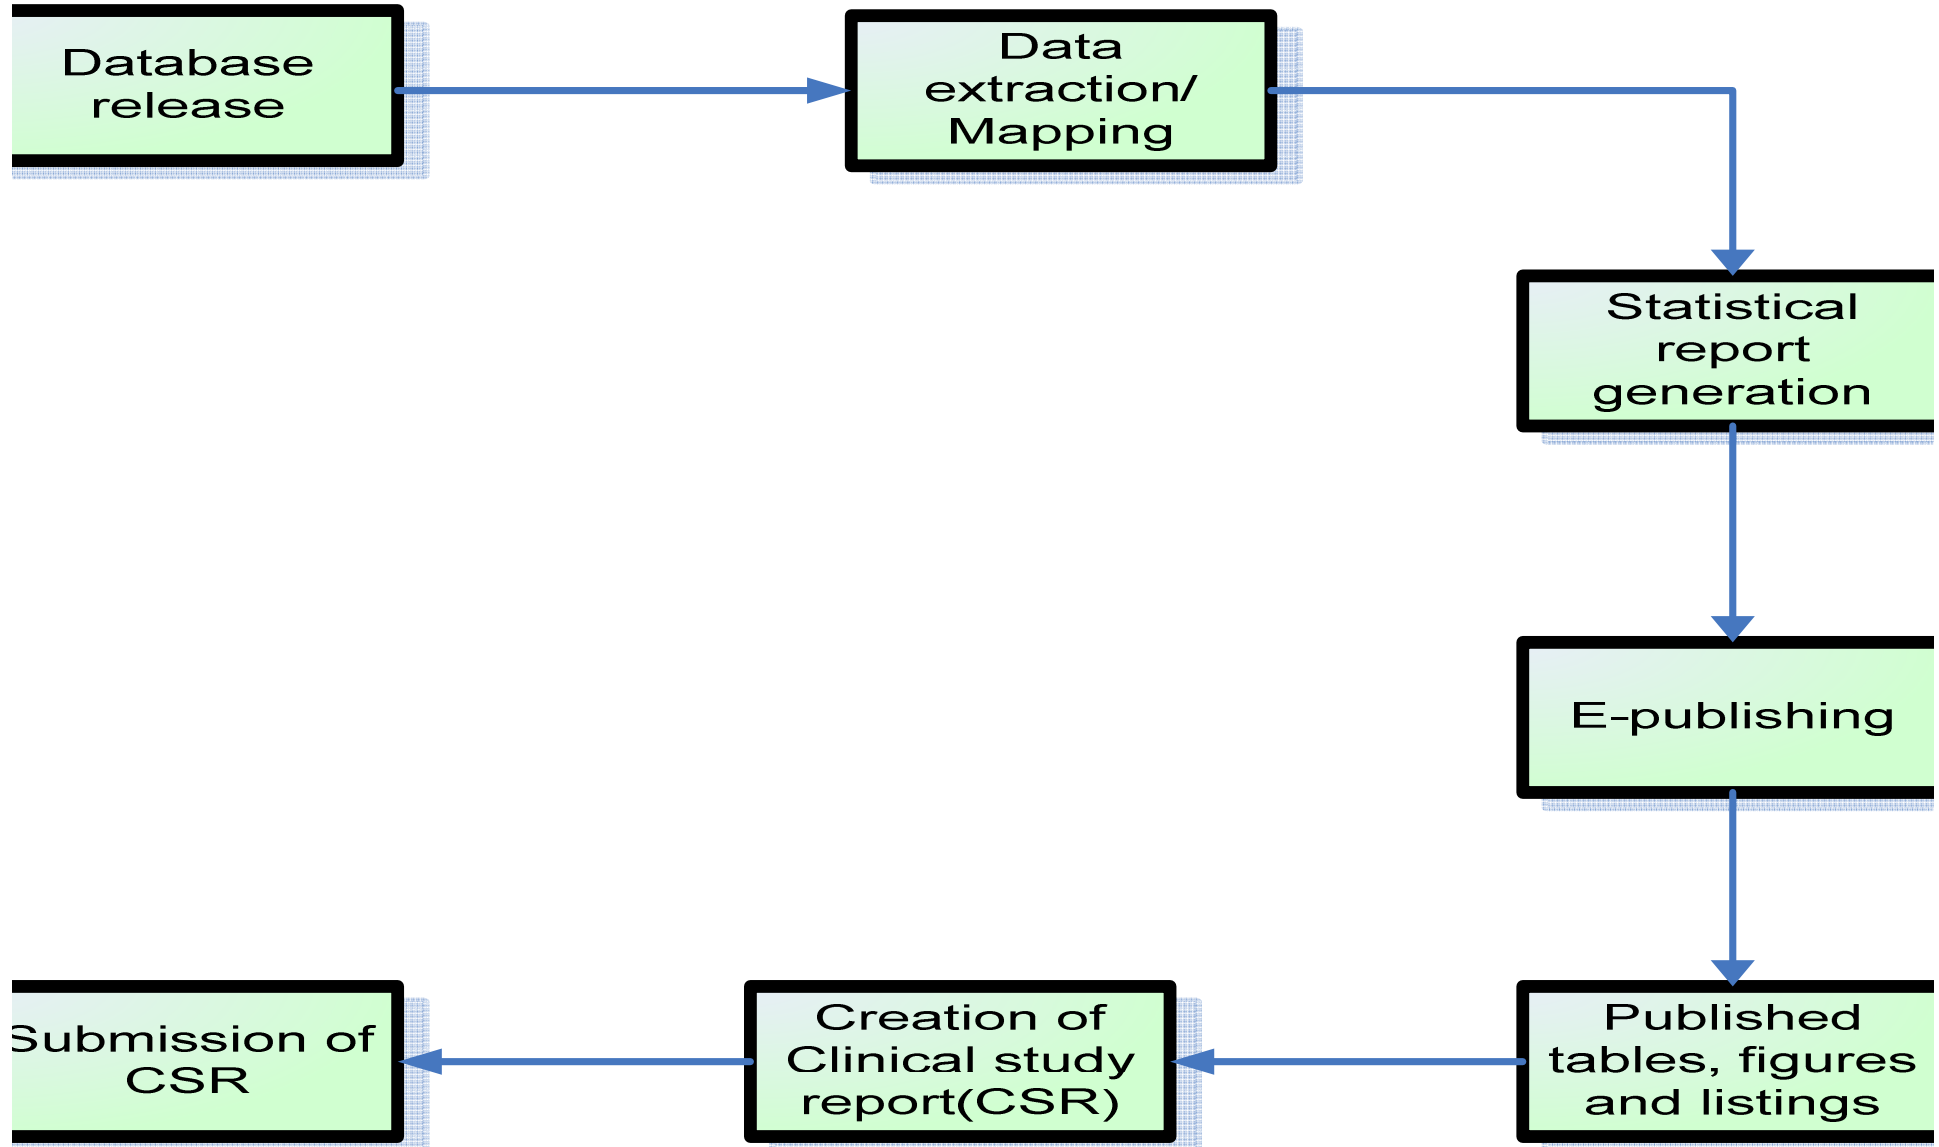 Database
release
Data
extraction/
Mapping
Statistical
report
generation
E-publishing
Published
tables, figures
and listings
Creation of
Clinical study
report(CSR)
Submission of
CSR